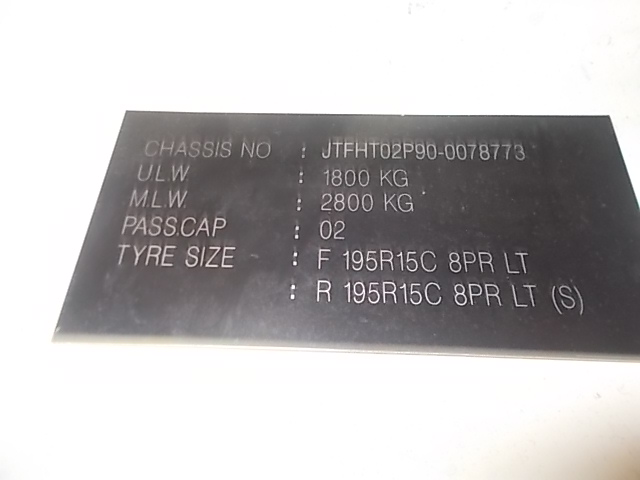 CHASSIS NO : JTFHT02P90-0078773
U.L.W. : 1800 KG
M.L.W. : 2800 KG
PASS.CAP : 02
TYRE SIZE : F 195R15C 8PR LT
: R 195R15C 8PR LT (S)